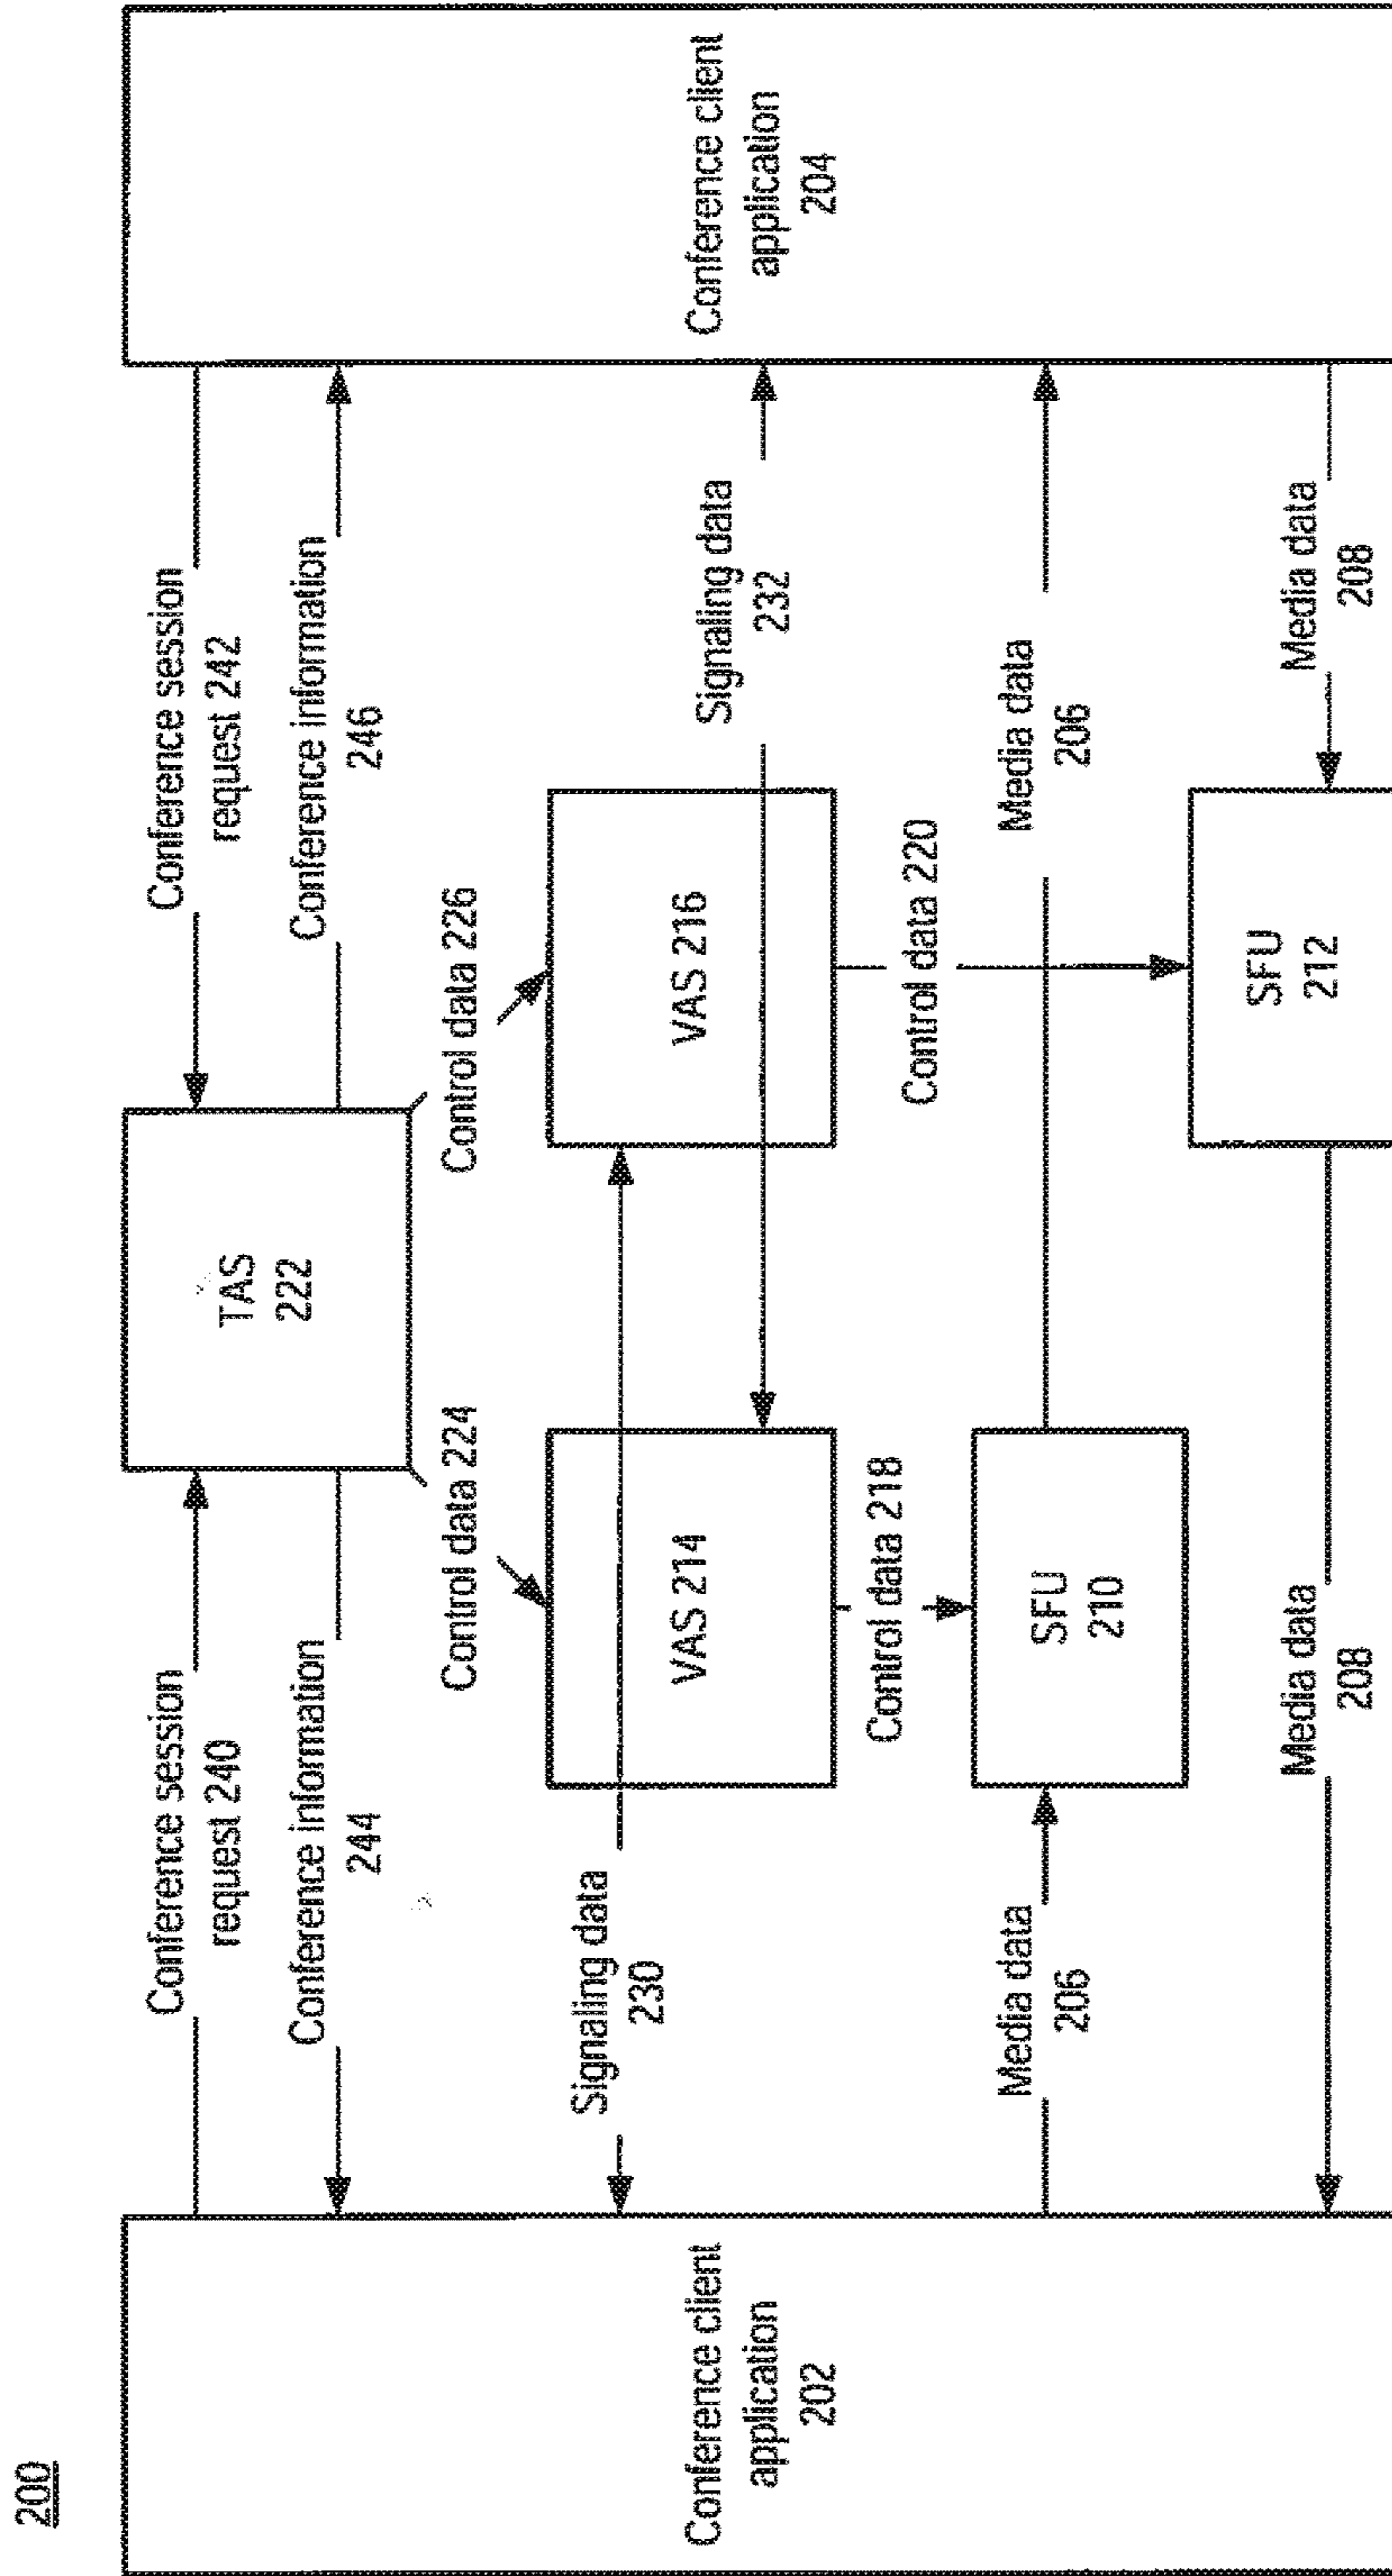 200
Conference client
application
202
Conference session
request 240
Conference information
244
Signaling data
230
Media data
206
Media data
208
TAS
222
Control data 224
Control data 226
VAS 214
VAS 216
Control data 218
Control data 220
SFU
210
SFU
212
Conference session
request 242
Conference information
246
Signaling data
232
Media data
206
Media data
208
Conference client
application
204